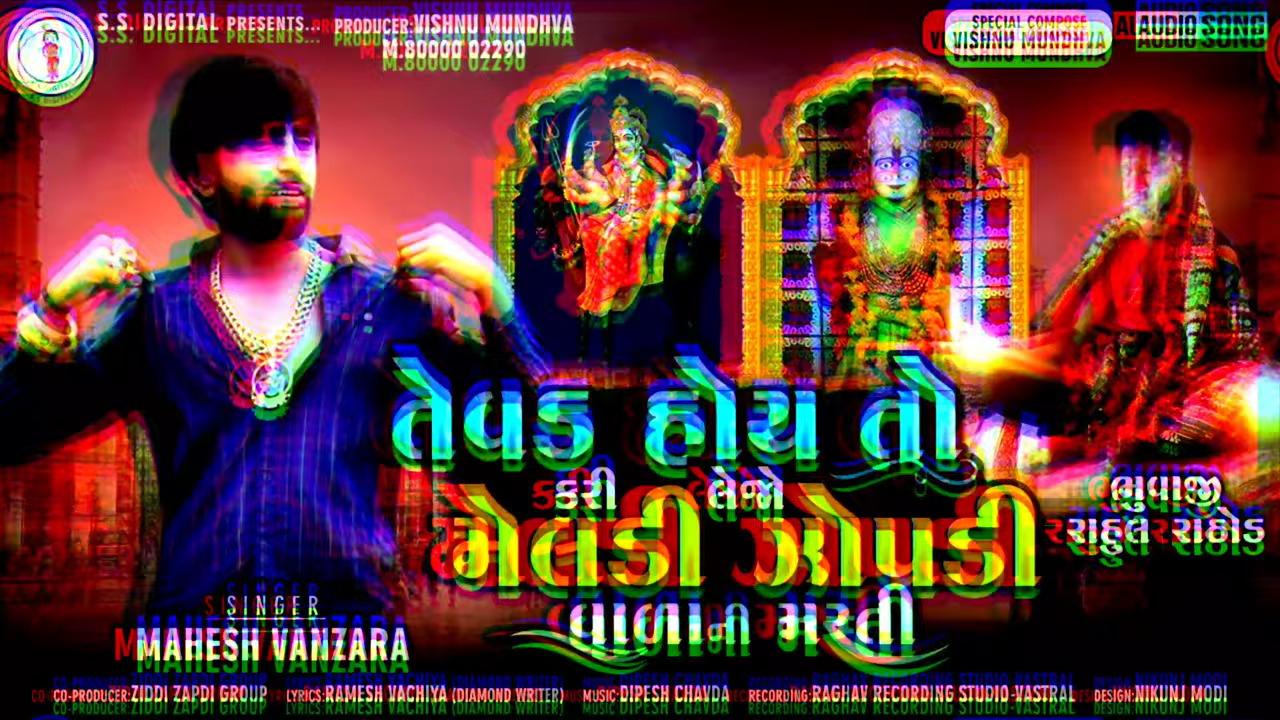 S.S. DIGITAL PRESENTS...
PRODUCER:VISHNU MUNDHVA
M.80000 02290
SPECIAL COMPOSE
VISHNU MUNDHVA
AUDIO SONG
તેવડ હોય તો
કરી લેજો
મેલડી ઝોપડી
વાળાની મસ્તી
ભુવાજી
રાહુલ રાઠોડ
SINGER
MAHESH VANZARA
CO-PRODUCER:ZIDDI ZAPDI GROUP LYRICS:RAMESH VACHIYA (DIAMOND WRITER) MUSIC:DIPESH CHAVDA RECORDING:RAGHAV RECORDING STUDIO-VASTRAL DESIGN:NIKUNJ MODI